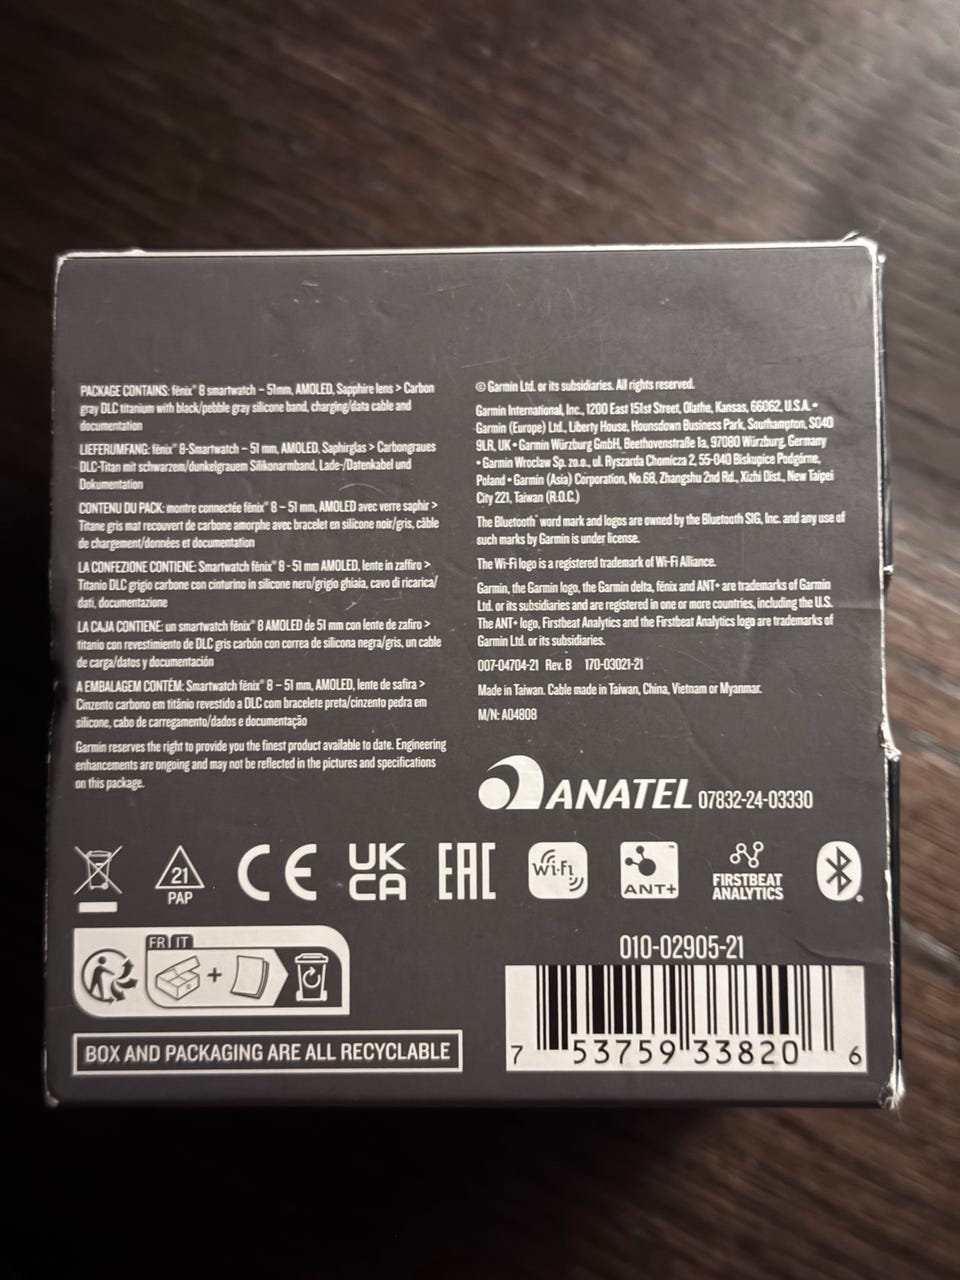 PACKAGE CONTAINS: fēnix® 8 smartwatch – 51mm, AMOLED, Sapphire lens > Carbon
gray DLC titanium with black/pebble gray silicone band, charging/data cable and
documentation
LIEFERUMFANG: fēnix® 8-Smartwatch – 51 mm, AMOLED, Saphirglas > Carbongraues
DLC-Titan mit schwarzem/dunkelgrauem Silikonarmband, Lade-/Datenkabel und
Dokumentation
CONTENU DU PACK: montre connectée fēnix® 8 – 51 mm, AMOLED avec verre saphir >
Titane gris mat recouvert de carbone amorphe avec bracelet en silicone noir/gris, câble
de chargement/données et documentation
LA CONFEZIONE CONTIENE: Smartwatch fēnix® 8 - 51 mm AMOLED, lente in zaffiro >
Titanio DLC grigio carbone con cinturino in silicone nero/grigio ghiaia, cavo di ricarica/
dati, documentazione
LA CAJA CONTIENE: un smartwatch fēnix® 8 AMOLED de 51 mm con lente de zafiro >
titanio con revestimiento de DLC gris carbón con correa de silicona negra/gris, un cable
de carga/datos y documentación
A EMBALAGEM CONTÉM: Smartwatch fēnix® 8 – 51 mm, AMOLED, lente de safira >
Cinzento carbono em titânio revestido a DLC com bracelete preta/cinzento pedra em
silicone, cabo de carregamento/dados e documentação
Garmin reserves the right to provide you the finest product available to date. Engineering
enhancements are ongoing and may not be reflected in the pictures and specifications
on this package.
© Garmin Ltd. or its subsidiaries. All rights reserved.
Garmin International, Inc., 1200 East 151st Street, Olathe, Kansas, 66062, U.S.A. •
Garmin (Europe) Ltd., Liberty House, Hounsdown Business Park, Southampton, SO40
9LR, UK • Garmin Würzburg GmbH, Beethovenstraße 1a, 97080 Würzburg, Germany
• Garmin Wroclaw Sp. zo.o., ul. Ryszarda Chomicza 2, 55-040 Biskupice Podgórne,
Poland • Garmin (Asia) Corporation, No.68, Zhangshu 2nd Rd., Xizhi Dist., New Taipei
City 221, Taiwan (R.O.C.)
The Bluetooth® word mark and logos are owned by the Bluetooth SIG, Inc. and any use of
such marks by Garmin is under license.
The Wi-Fi logo is a registered trademark of Wi-Fi Alliance.
Garmin, the Garmin logo, the Garmin delta, fēnix and ANT+ are trademarks of Garmin
Ltd. or its subsidiaries and are registered in one or more countries, including the U.S.
The ANT+ logo, Firstbeat Analytics and the Firstbeat Analytics logo are trademarks of
Garmin Ltd. or its subsidiaries.
007-04704-21 Rev. B 170-03021-21
Made in Taiwan. Cable made in Taiwan, China, Vietnam or Myanmar.
M/N: A04808
ANATEL 07832-24-03330
21
PAP
CE
UK
CA
EAC
Wi-Fi
ANT+
FIRSTBEAT
ANALYTICS
FR IT
+
BOX AND PACKAGING ARE ALL RECYCLABLE
010-02905-21
7 53759 33820 6